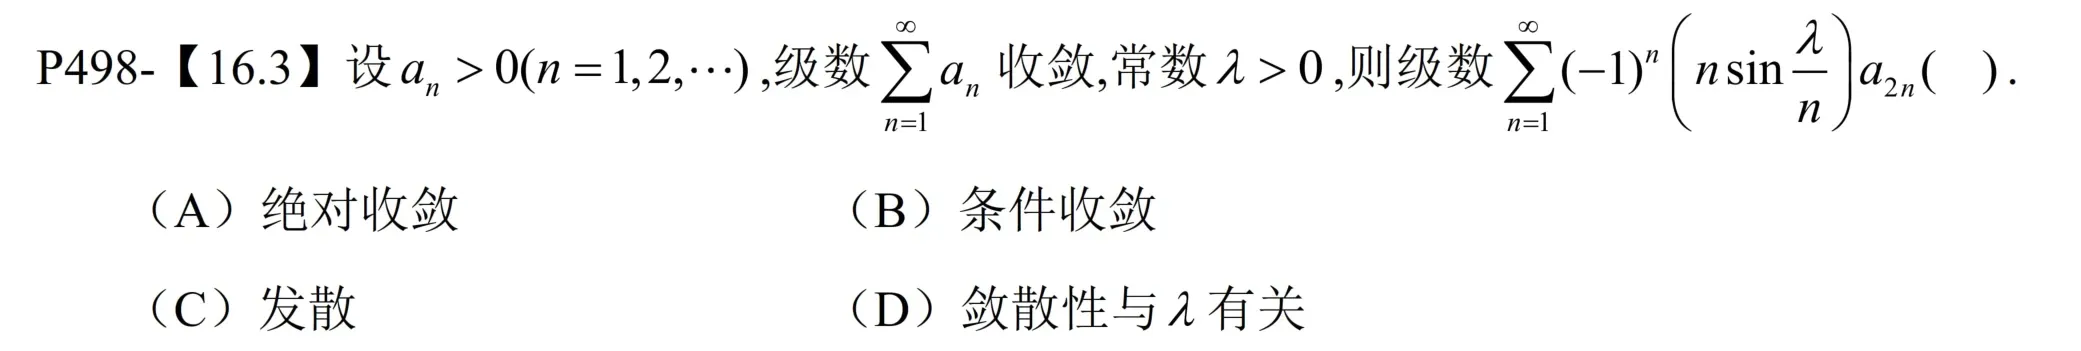 P498-【16.3】设 $a_n > 0(n = 1, 2, \cdots)$,级数 $\sum_{n=1}^{\infty} a_n$ 收敛,常数 $\lambda > 0$,则级数 $\sum_{n=1}^{\infty} (-1)^n \left( n \sin \frac{\lambda}{n} \right) a_{2n}$( ).
(A)绝对收敛 (B)条件收敛
(C)发散 (D)敛散性与 $\lambda$ 有关